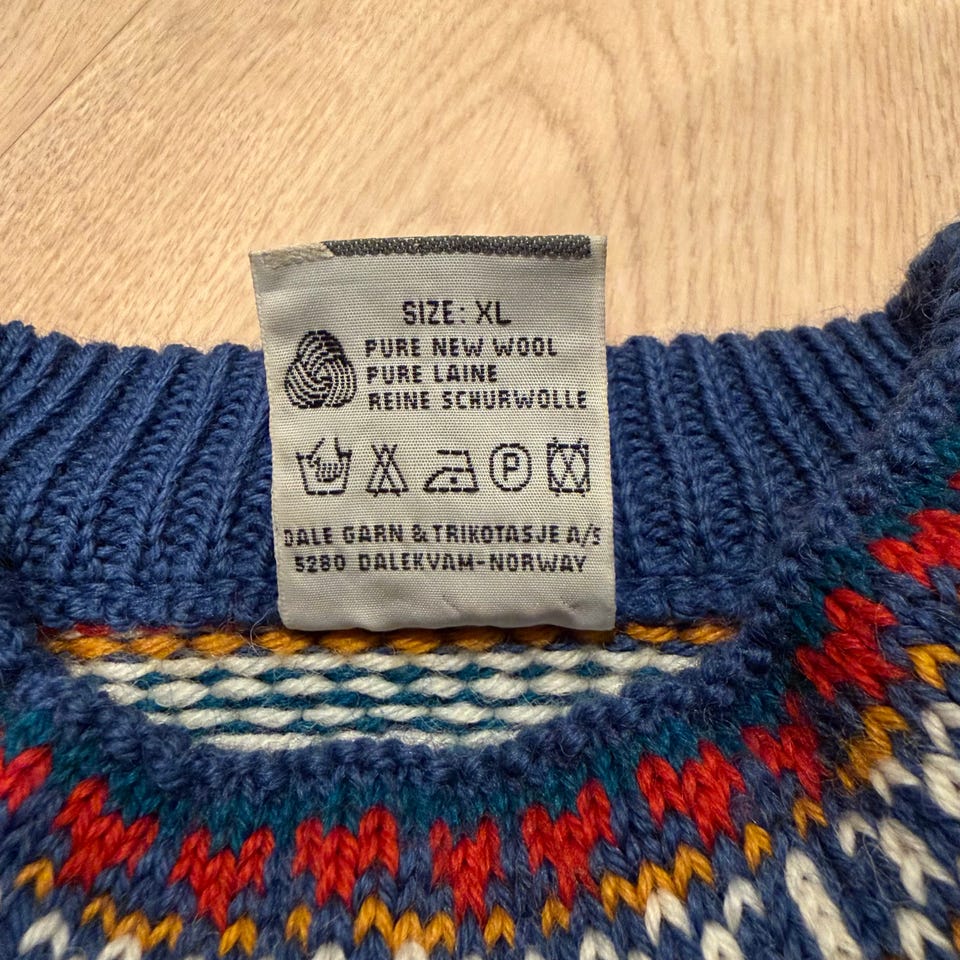 SIZE: XL
PURE NEW WOOL
PURE LAINE
REINE SCHURWOLLE
P
DALE GARN & TRIKOTASJE A/S
5280 DALEKVAM-NORWAY